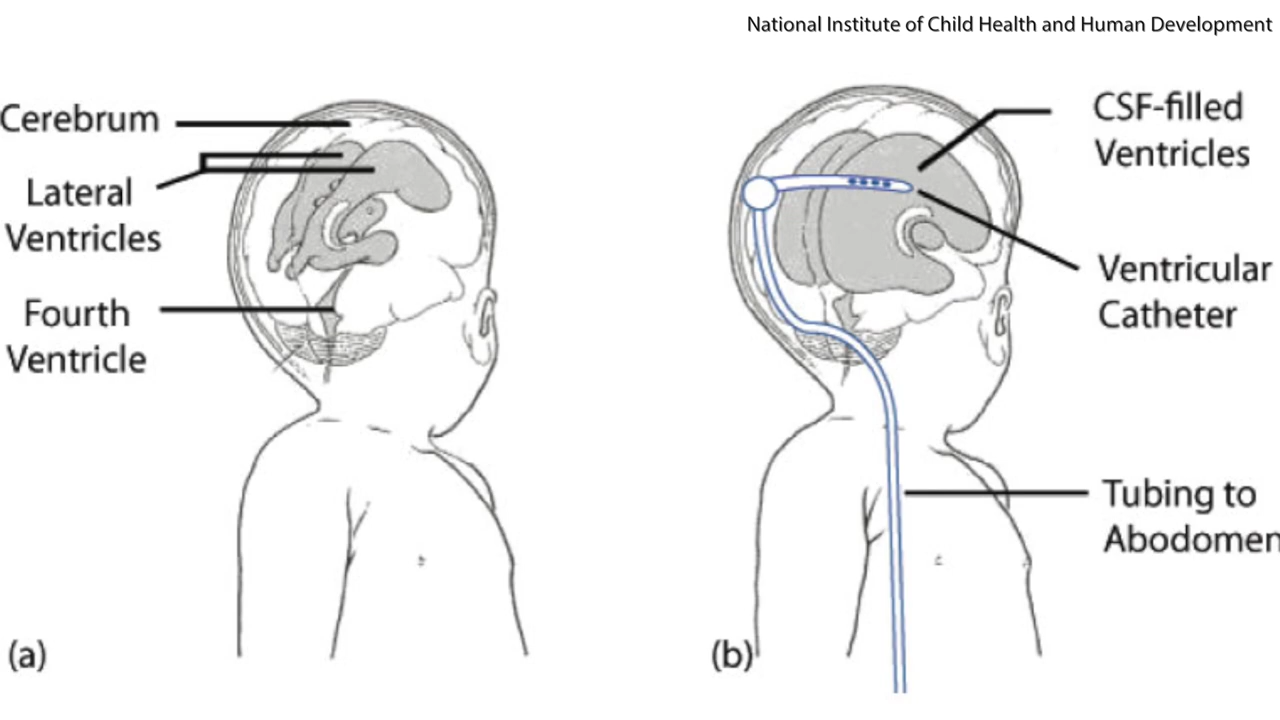 National Institute of Child Health and Human Development
Cerebrum
Lateral
Ventricles
Fourth
Ventricle
(a)
CSF-filled
Ventricles
Ventricular
Catheter
Tubing to
Abodomen
(b)